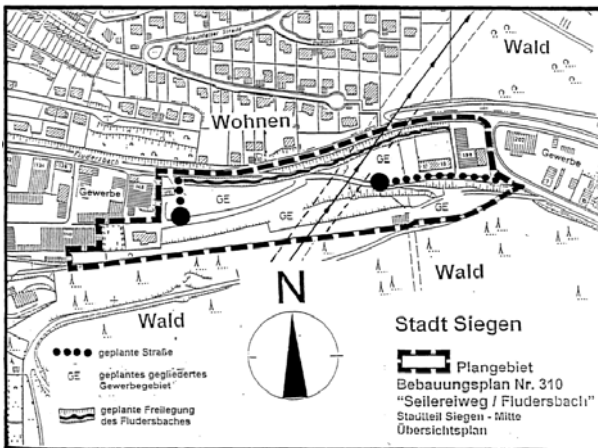 Wald
Wohnen
Fludersbach
Gewerbe
GE
GE
GE
GE
Gewerbe
Wald
Wald
N
geplante Straße
GE
geplantes gegliedertes
Gewerbegebiet
geplante Freilegung
des Fludersbaches
Stadt Siegen
Plangebiet
Bebauungsplan Nr. 310
"Seilereiweg / Fludersbach"
Stadtteil Siegen - Mitte
Übersichtsplan